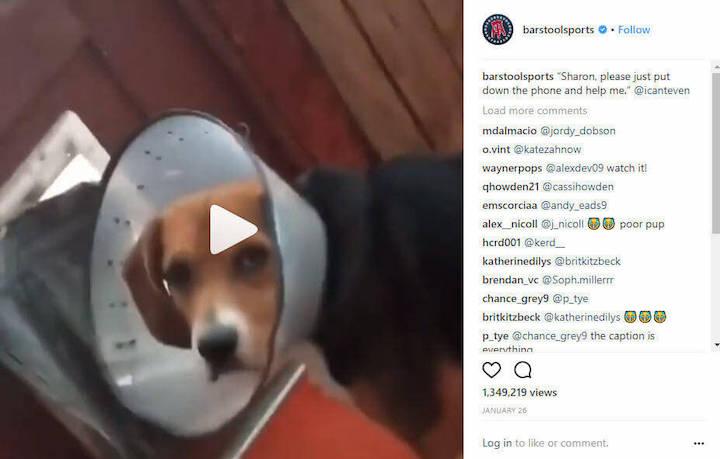 barstoolsports • Follow
barstoolsports "Sharon, please just put
down the phone and help me." @icanteven
Load more comments
mdalmacio @jordy_dobson
o.vint @katezahnow
waynerpops @alexdev09 watch it!
qhowden21 @cassihowden
emscorciaa @andy_eads9
alex__nicoll @j_nicoll 😹😹 poor pup
hcrd001 @kerd__
katherinedilys @britkitzbeck
brendan_vc @Soph.millerrr
chance_grey9 @p_tye
britkitzbeck @katherinedilys 😹😹😹
p_tye @chance_grey9 the caption is
everything
1,349,219 views
JANUARY 26
Log in to like or comment.